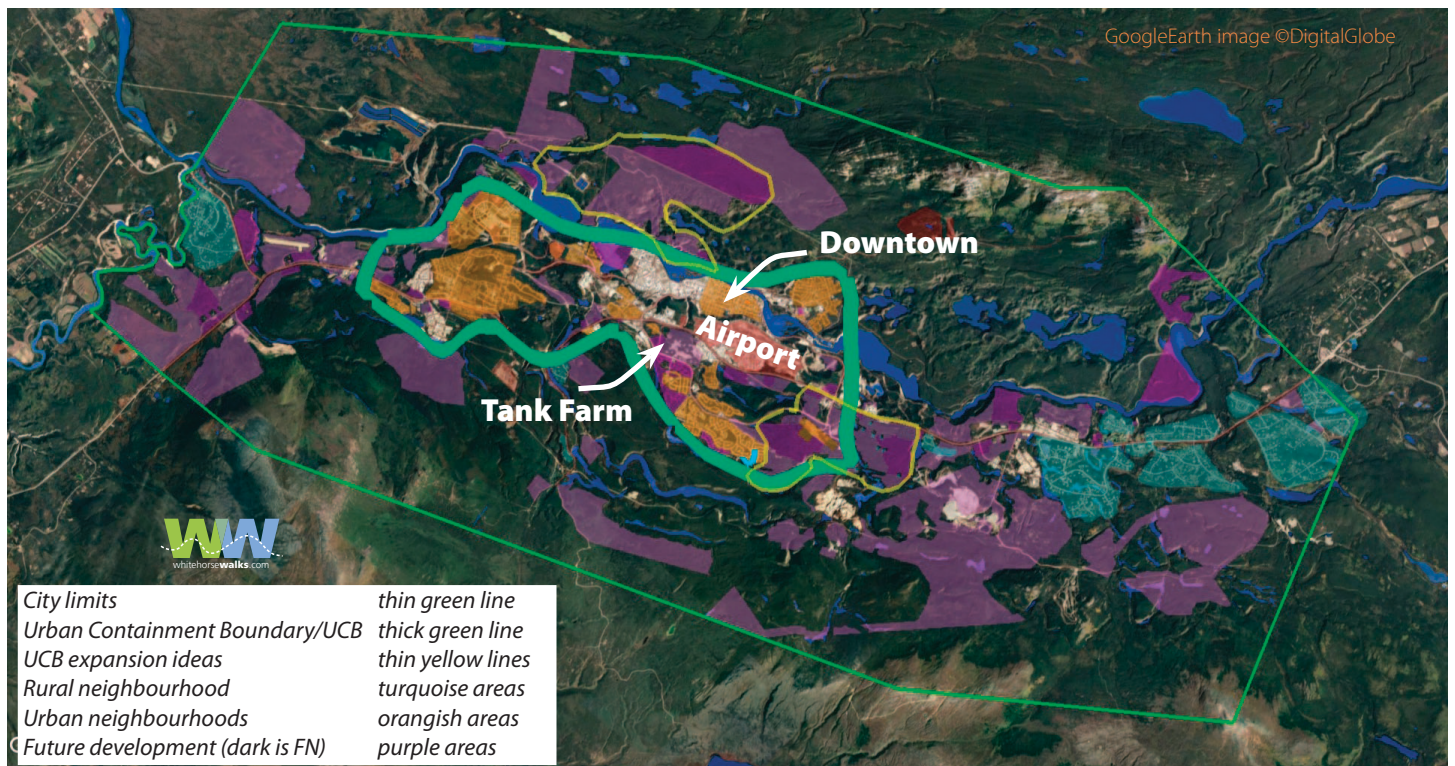 GoogleEarth image ©DigitalGlobe
Downtown
Airport
Tank Farm
WW
whitehorsewalks.com
City limits thin green line
Urban Containment Boundary/UCB thick green line
UCB expansion ideas thin yellow lines
Rural neighbourhood turquoise areas
Urban neighbourhoods orangish areas
Future development (dark is FN) purple areas